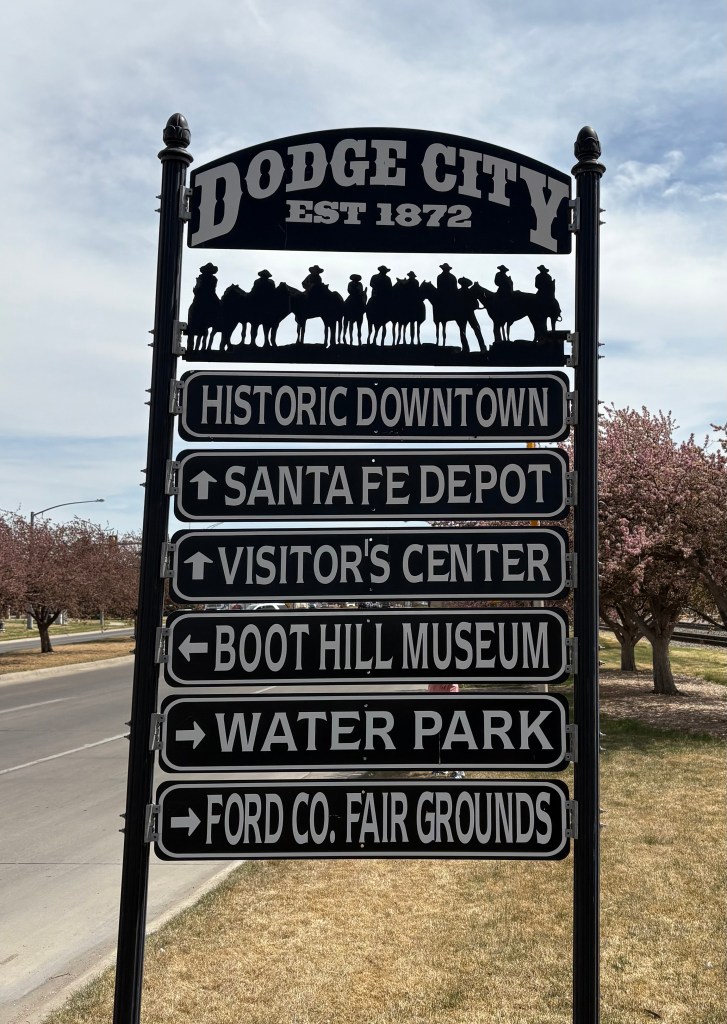 DODGE CITY
EST 1872
HISTORIC DOWNTOWN
↑ SANTA FE DEPOT
↑ VISITOR'S CENTER
← BOOT HILL MUSEUM
→ WATER PARK
→ FORD CO. FAIR GROUNDS